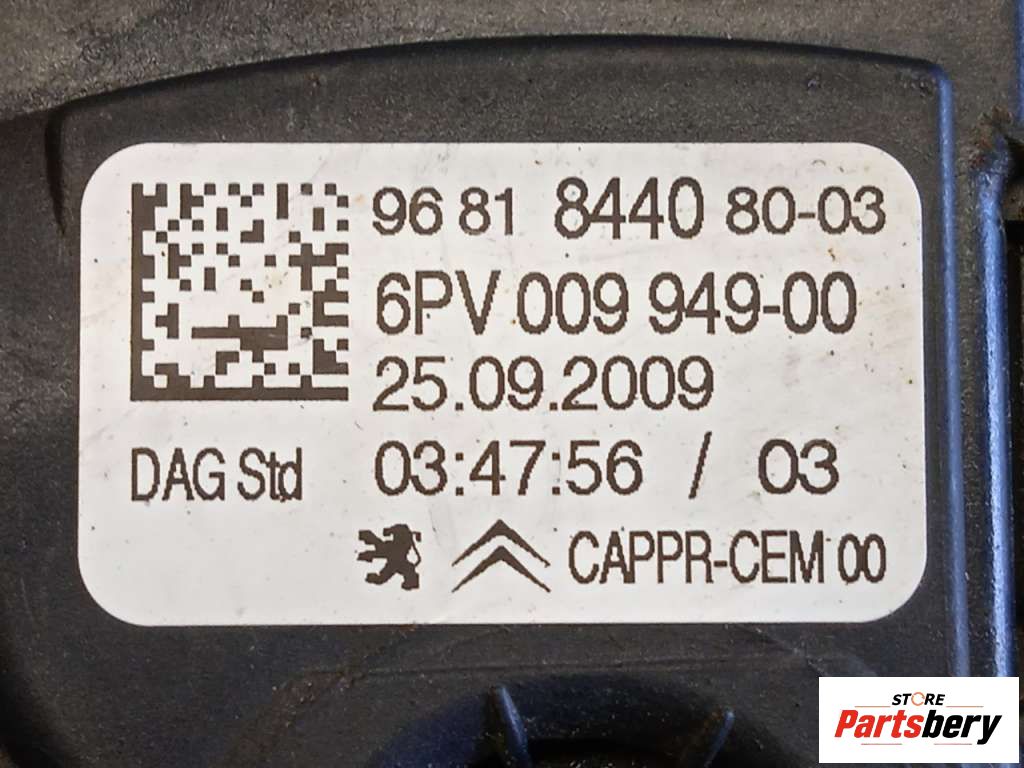 96 81 8440 80-03
6PV 009 949-00
25.09.2009
DAG Std 03:47:56 / 03
CAPPR-CEM 00
STORE
Partsbery